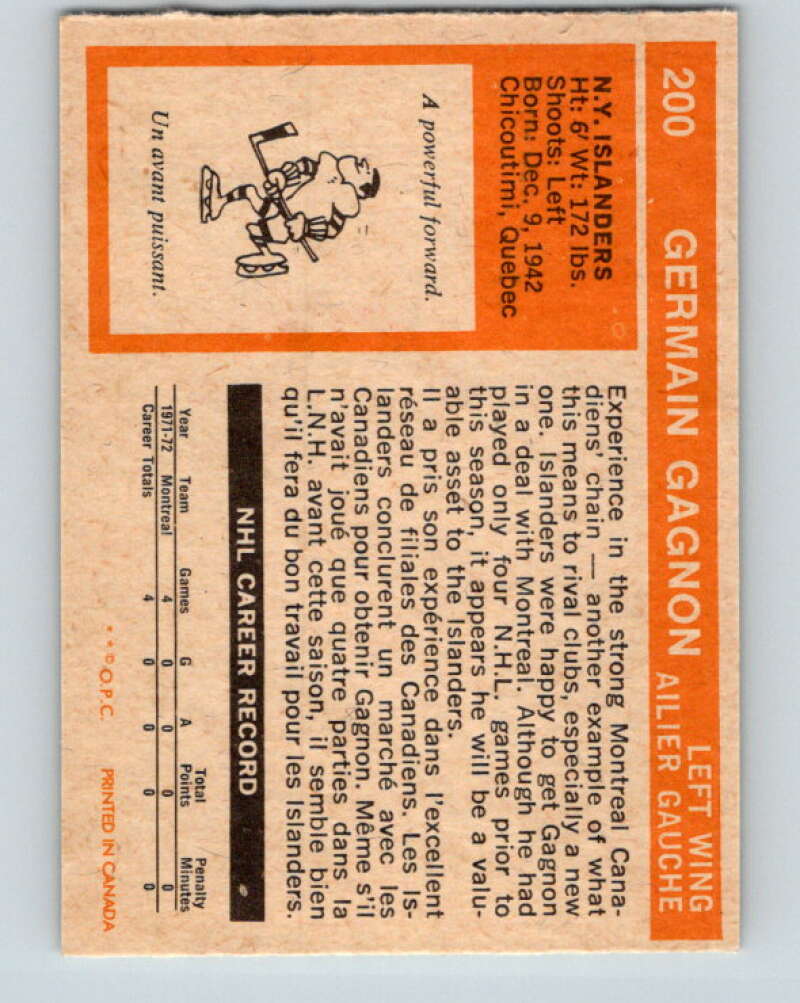 200 GERMAIN GAGNON
LEFT WING
AILIER GAUCHE
N.Y. ISLANDERS
Ht: 6' Wt: 172 lbs.
Shoots: Left
Born: Dec. 9, 1942
Chicoutimi, Quebec
A powerful forward.
Un avant puissant.
Experience in the strong Montreal Cana-
diens' chain — another example of what
this means to rival clubs, especially a new
one. Islanders were happy to get Gagnon
in a deal with Montreal. Although he had
played only four N.H.L. games prior to
this season, it appears he will be a valu-
able asset to the Islanders.
Il a pris son expérience dans l'excellent
réseau de filiales des Canadiens. Les Is-
landers conclurent un marché avec les
Canadiens pour obtenir Gagnon. Même s'il
n'avait joué que quatre parties dans la
L.N.H. avant cette saison, il semble bien
qu'il fera du bon travail pour les Islanders.
NHL CAREER RECORD
Year Team Games G A Total Points Penalty Minutes
1971-72 Montreal 4 0 0 0 0
Career Totals 4 0 0 0 0
* * © O.P.C. PRINTED IN CANADA